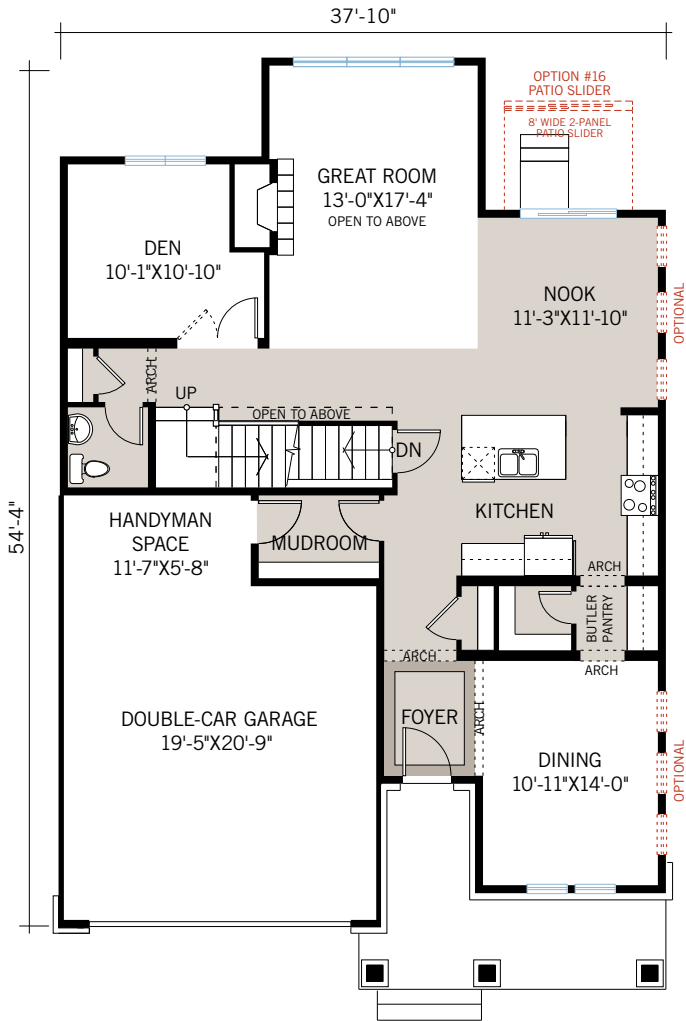 37'-10"
OPTION #16
PATIO SLIDER
8' WIDE 2-PANEL
PATIO SLIDER
GREAT ROOM
13'-0"X17'-4"
OPEN TO ABOVE
DEN
10'-1"X10'-10"
NOOK
11'-3"X11'-10"
OPTIONAL
ARCH
UP
OPEN TO ABOVE
DN
54'-4"
KITCHEN
HANDYMAN
SPACE
11'-7"X5'-8"
MUDROOM
ARCH
BUTLER
PANTRY
ARCH
ARCH
FOYER
ARCH
DOUBLE-CAR GARAGE
19'-5"X20'-9"
DINING
10'-11"X14'-0"
OPTIONAL